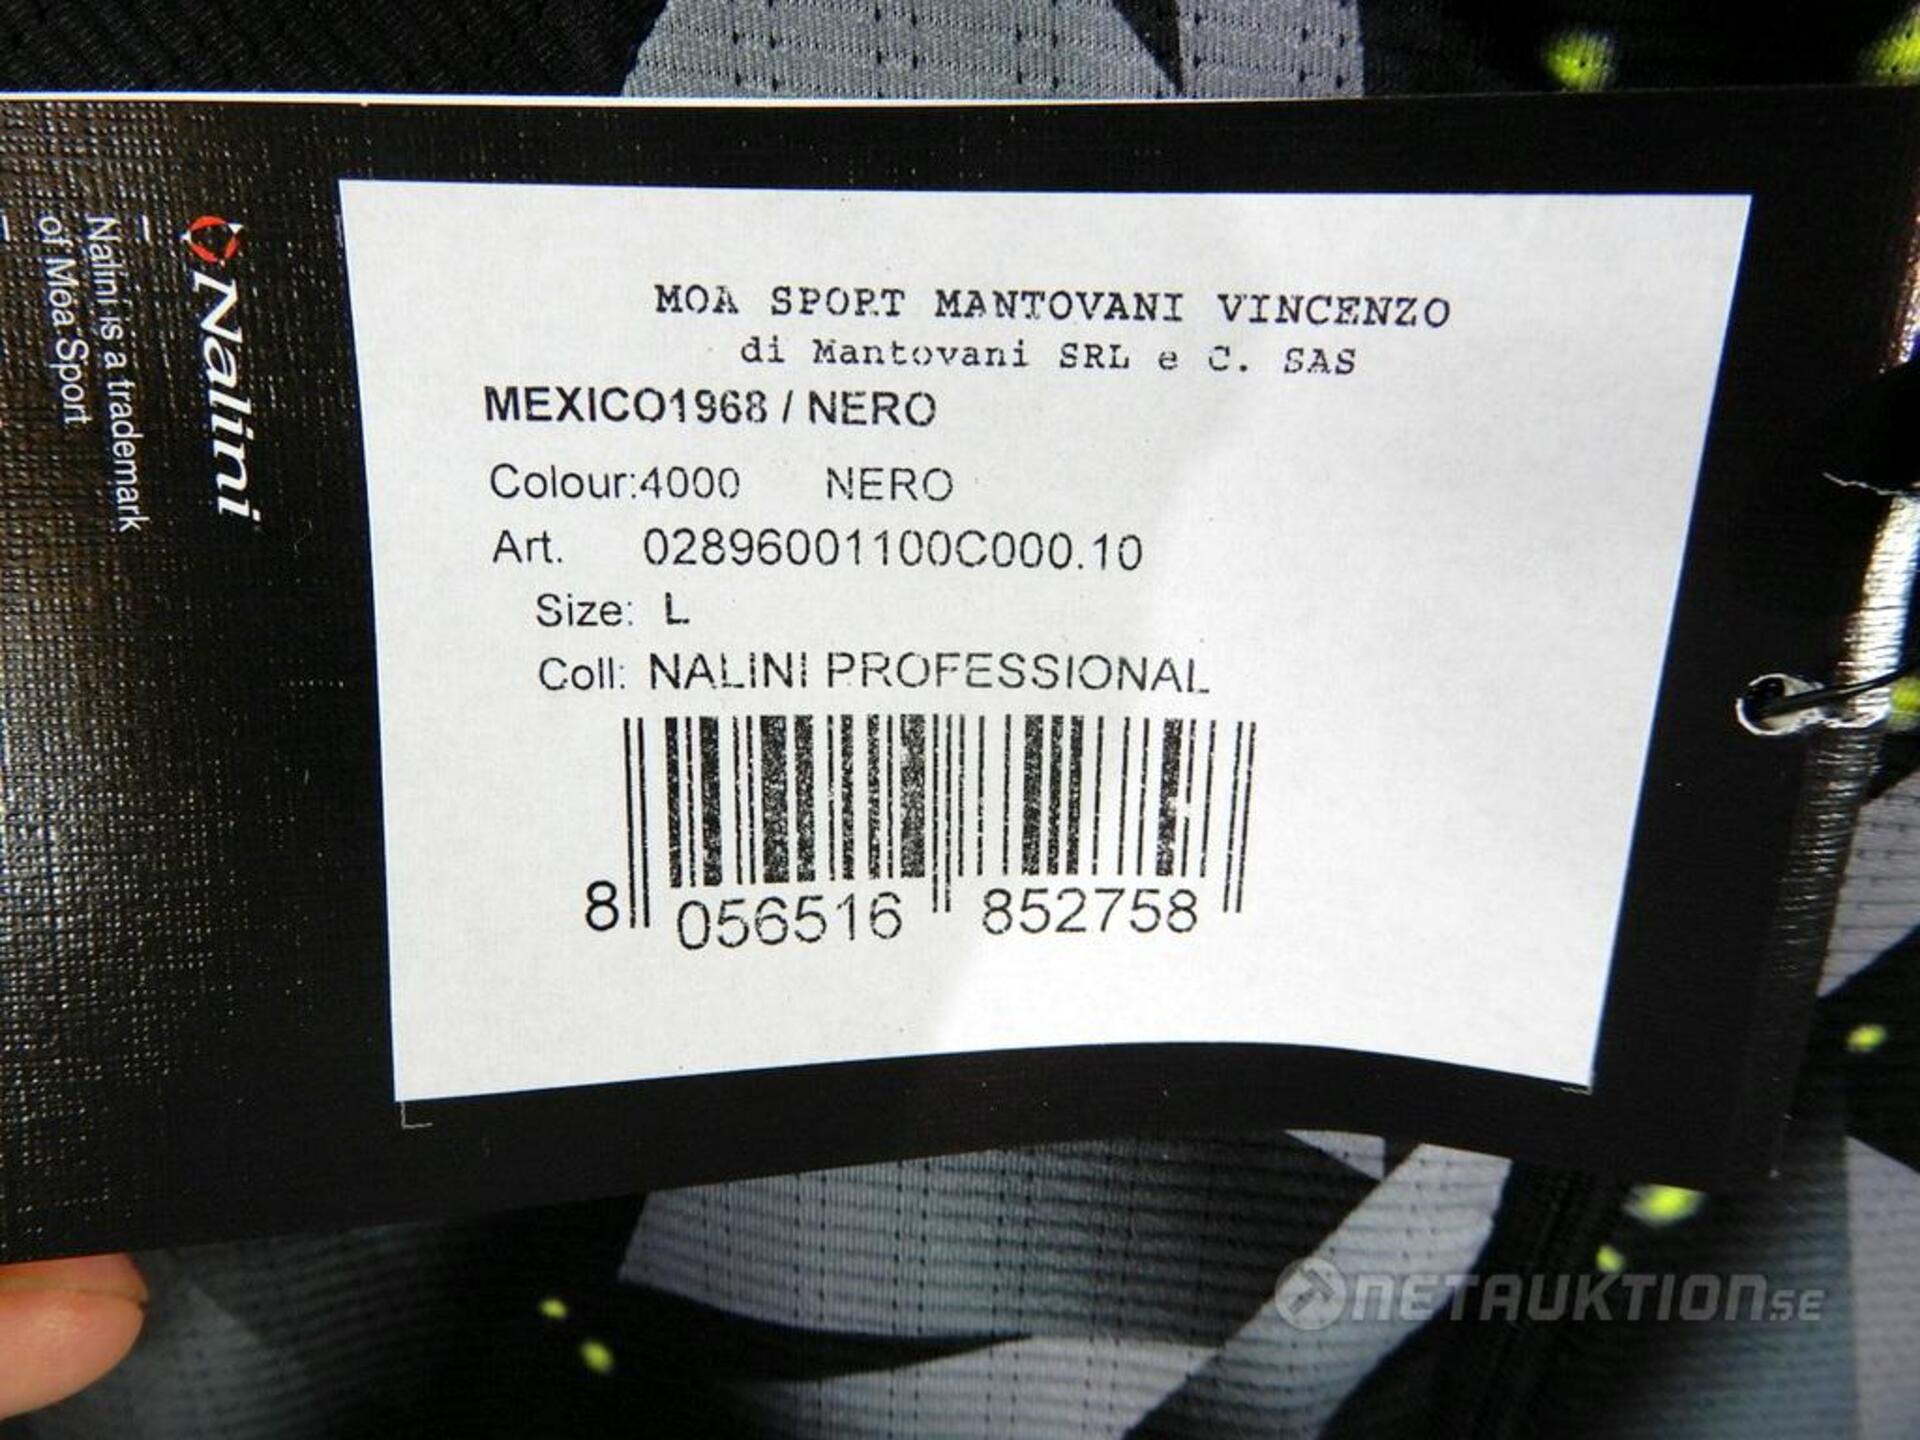 Nalini
Nalini is a trademark
of Moa Sport
MOA SPORT MANTOVANI VINCENZO
di Mantovani SRL e C. SAS
MEXICO1968 / NERO
Colour:4000 NERO
Art. 02896001100C000.10
Size: L
Coll: NALINI PROFESSIONAL
8 056516 852758
NETAUKTION.SE